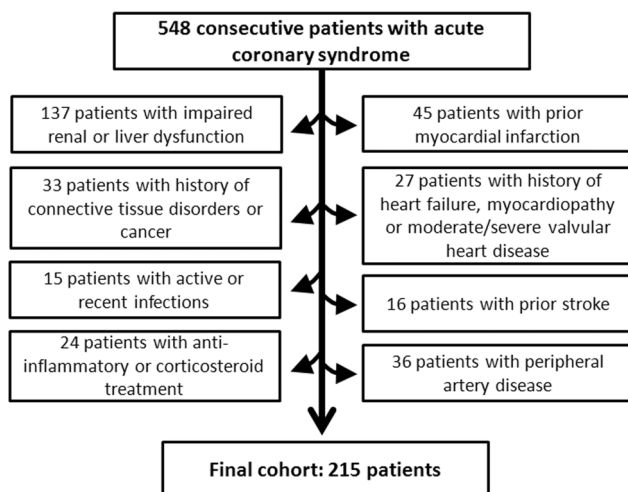 548 consecutive patients with acute
coronary syndrome
137 patients with impaired
renal or liver dysfunction
45 patients with prior
myocardial infarction
33 patients with history of
connective tissue disorders or
cancer
27 patients with history of
heart failure, myocardiopathy
or moderate/severe valvular
heart disease
15 patients with active or
recent infections
16 patients with prior stroke
24 patients with anti-
inflammatory or corticosteroid
treatment
36 patients with peripheral
artery disease
Final cohort: 215 patients